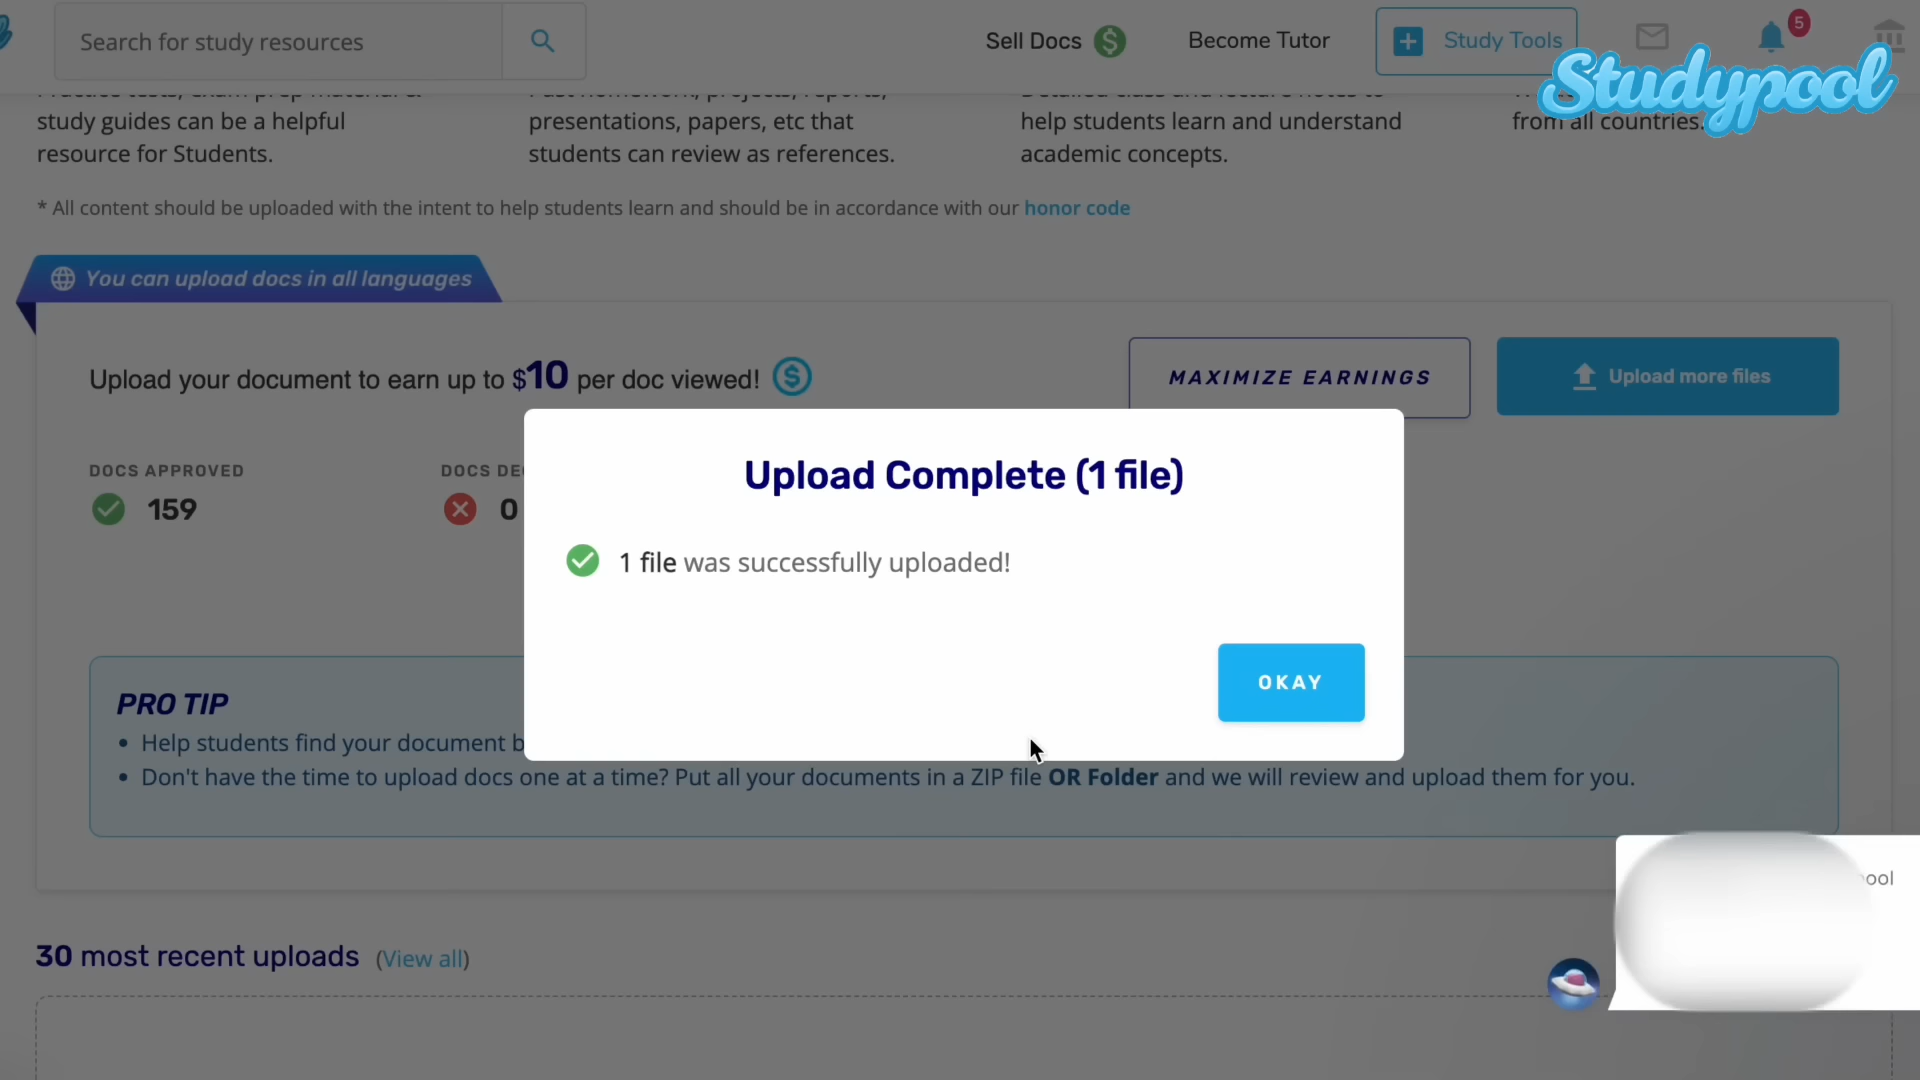 Search for study resources
Sell Docs
Become Tutor
Study Tools
5
Studypool
study guides can be a helpful
resource for Students.
presentations, papers, etc that
students can review as references.
help students learn and understand
academic concepts.
from all countries.
* All content should be uploaded with the intent to help students learn and should be in accordance with our honor code
You can upload docs in all languages
Upload your document to earn up to $10 per doc viewed!
MAXIMIZE EARNINGS
Upload more files
DOCS APPROVED
159
DOCS
0
Upload Complete (1 file)
1 file was successfully uploaded!
OKAY
PRO TIP
Help students find your document
Don't have the time to upload docs one at a time? Put all your documents in a ZIP file OR Folder and we will review and upload them for you.
30 most recent uploads (View all)